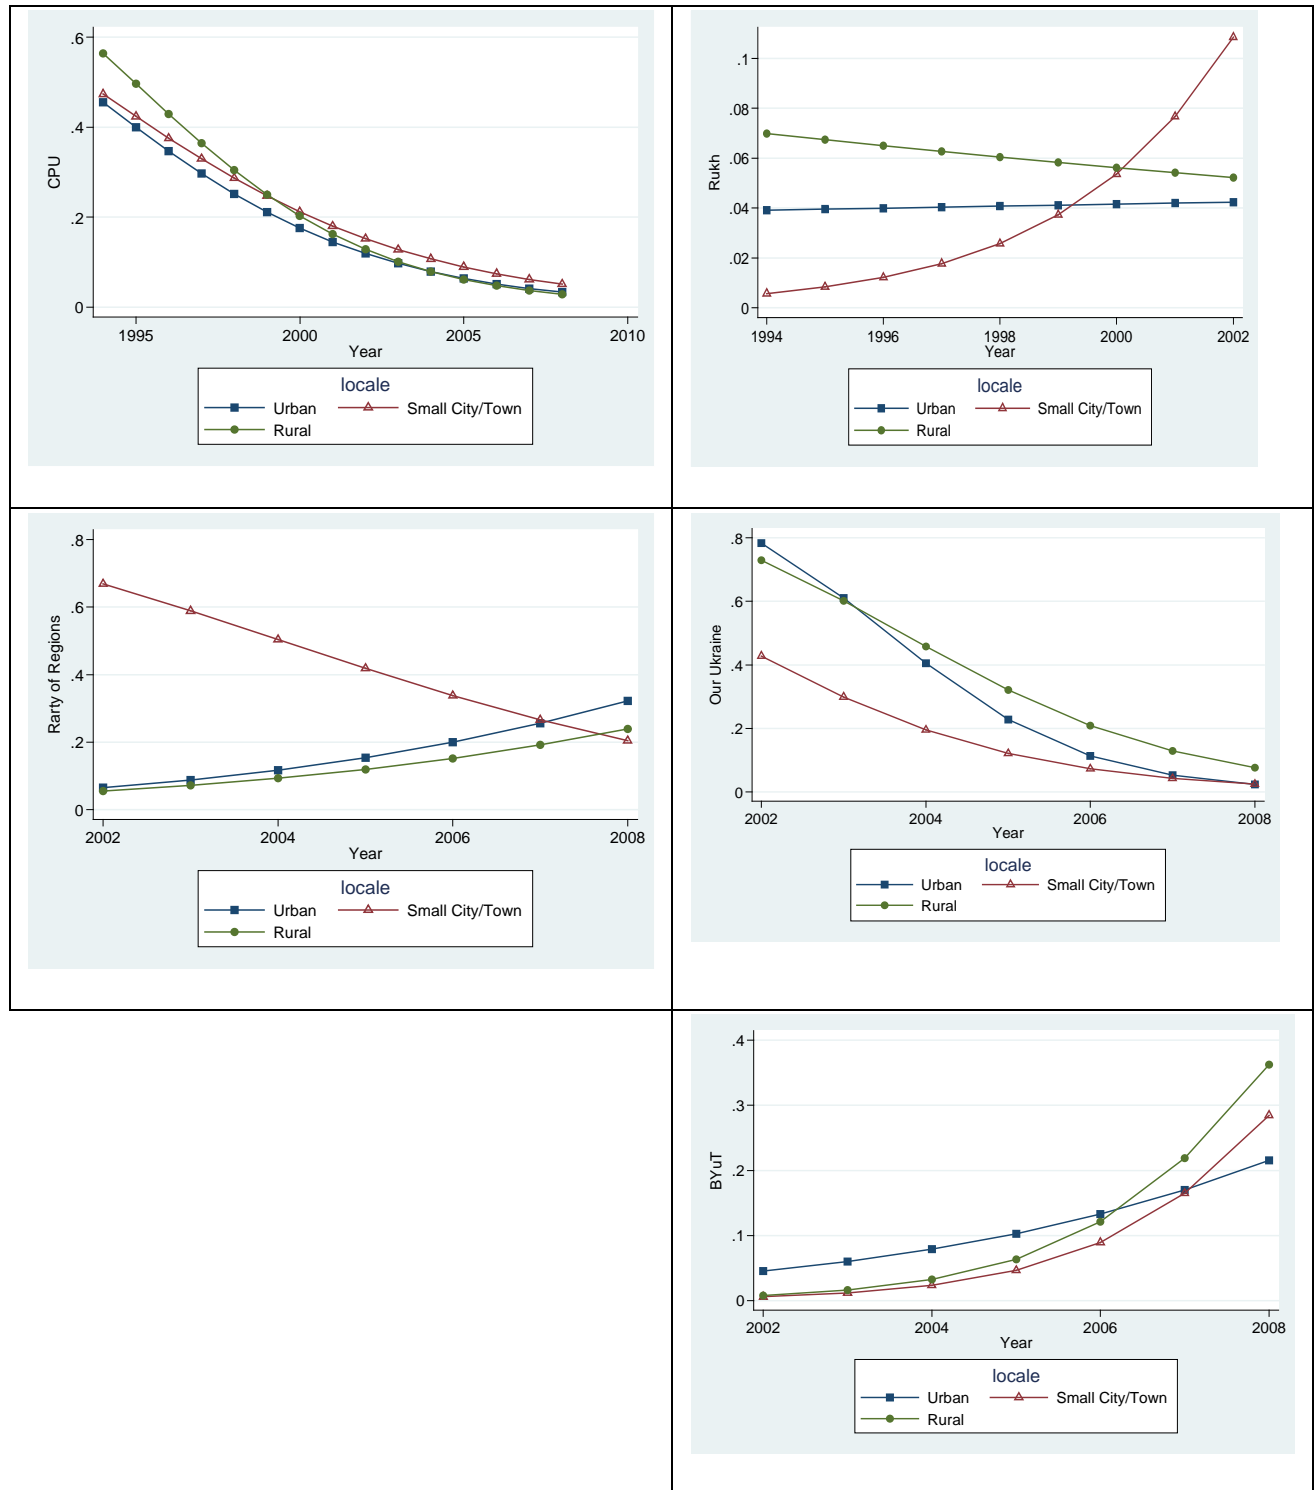 .6
.4
.2
0
CPU
1995 2000 2005 2010
Year
locale
Urban Small City/Town
Rural
.1
.08
.06
.04
.02
0
Rukh
1994 1996 1998 2000 2002
Year
locale
Urban Small City/Town
Rural
.8
.6
.4
.2
0
Rarty of Regions
2002 2004 2006 2008
Year
locale
Urban Small City/Town
Rural
.8
.6
.4
.2
0
Our Ukraine
2002 2004 2006 2008
Year
locale
Urban Small City/Town
Rural
.4
.3
.2
.1
0
BYuT
2002 2004 2006 2008
Year
locale
Urban Small City/Town
Rural